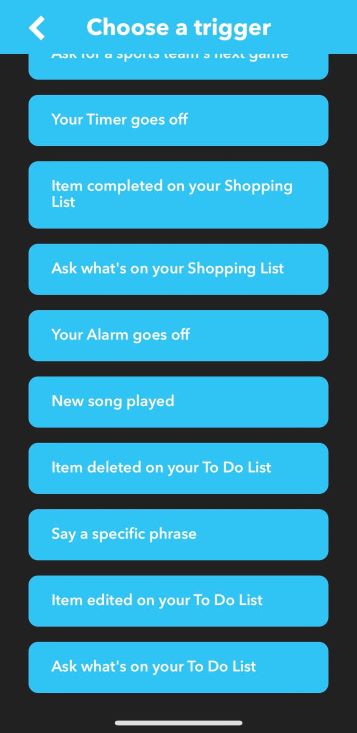 Choose a trigger
Ask for a sports team's next game
Your Timer goes off
Item completed on your Shopping
List
Ask what's on your Shopping List
Your Alarm goes off
New song played
Item deleted on your To Do List
Say a specific phrase
Item edited on your To Do List
Ask what's on your To Do List